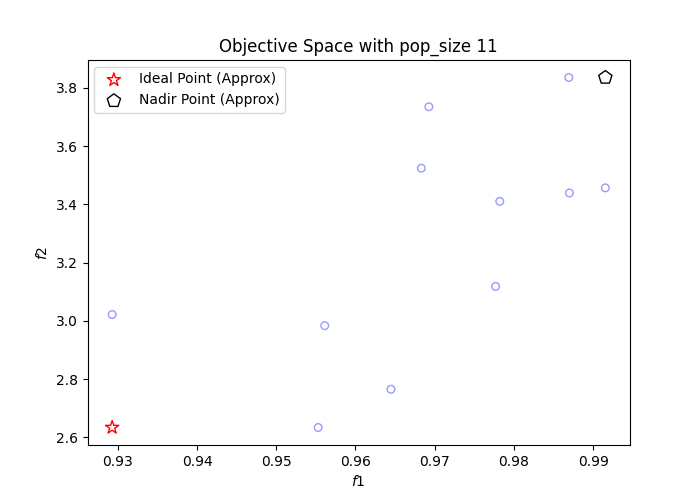 Objective Space with pop_size 11
Ideal Point (Approx)
Nadir Point (Approx)
3.8
3.6
3.4
3.2
3.0
2.8
2.6
f2
0.93 0.94 0.95 0.96 0.97 0.98 0.99
f1